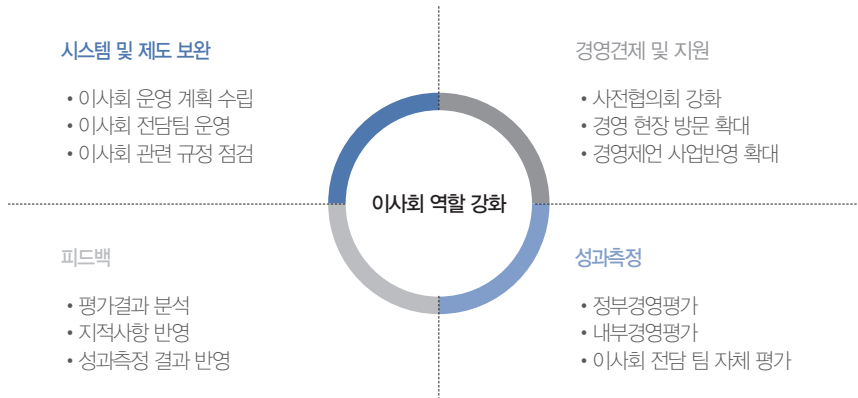 시스템 및 제도 보완
• 이사회 운영 계획 수립
• 이사회 전담팀 운영
• 이사회 관련 규정 점검
경영견제 및 지원
• 사전협의회 강화
• 경영 현장 방문 확대
• 경영제언 사업반영 확대
이사회 역할 강화
피드백
• 평가결과 분석
• 지적사항 반영
• 성과측정 결과 반영
성과측정
• 정부경영평가
• 내부경영평가
• 이사회 전담 팀 자체 평가